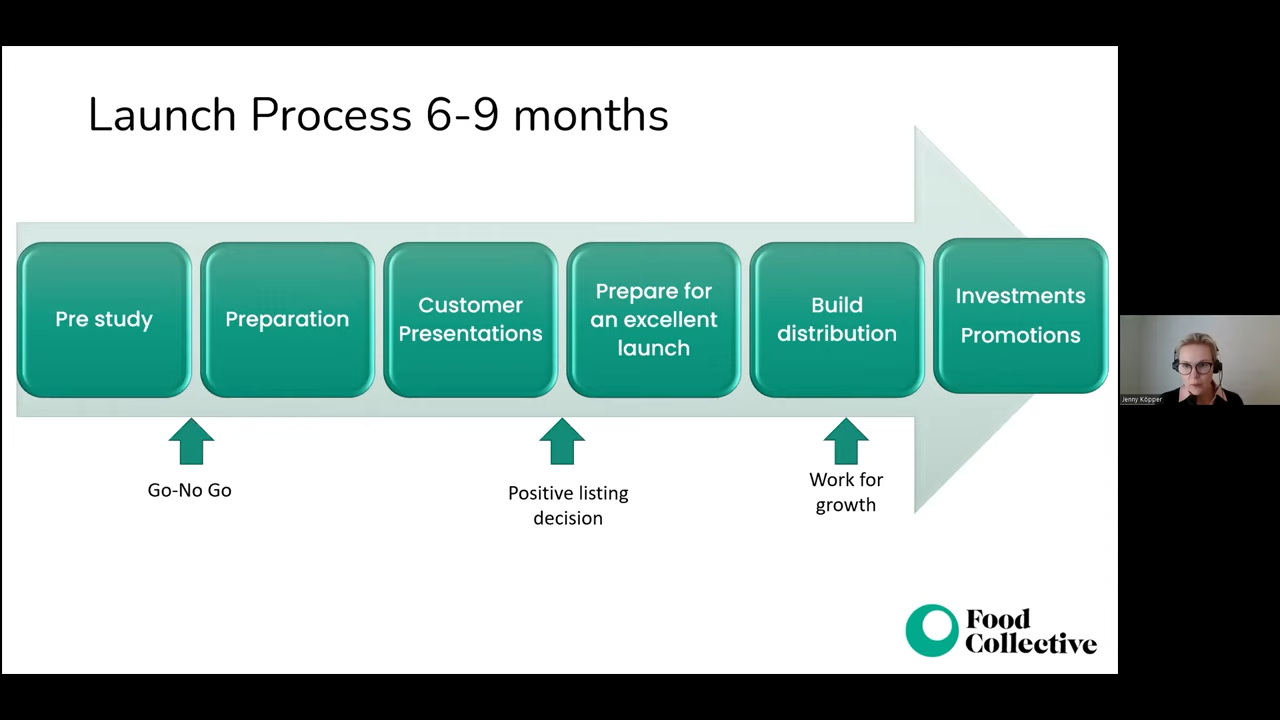 Launch Process 6-9 months
Pre study
Preparation
Customer
Presentations
Prepare for
an excellent
launch
Build
distribution
Investments
Promotions
Go-No Go
Positive listing
decision
Work for
growth
Jenny Köpper
Food
Collective